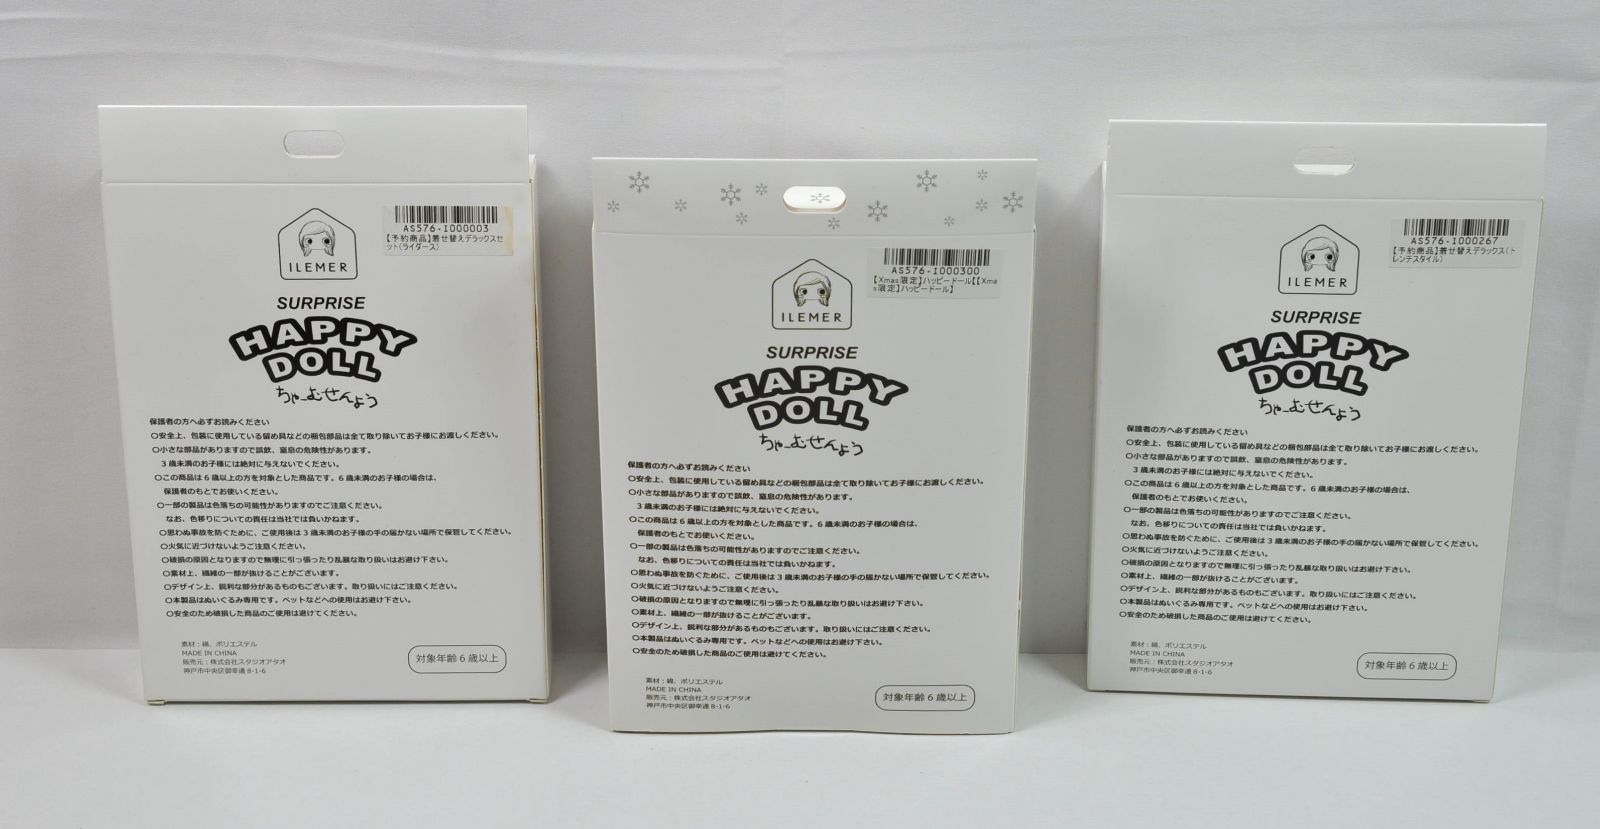 AS576-I000003
【予約商品】着せ替えデラックスセ
ット(ライダース)
ILEMER
SURPRISE
HAPPY
DOLL
ちゃーむせんよう
保護者の方へ必ずお読みください
○安全上、包装に使用している留め具などの梱包部品は全て取り除いてお子様にお渡しください。
○小さな部品がありますので誤飲、窒息の危険性があります。
3歳未満のお子様には絶対に与えないでください。
○この商品は6歳以上の方を対象とした商品です。6歳未満のお子様の場合は、
保護者のもとでお使いください。
○一部の製品は色落ちの可能性がありますのでご注意ください。
なお、色移りについての責任は当社では負いかねます。
○思わぬ事故を防ぐために、ご使用後は3歳未満のお子様の手の届かない場所で保管してください。
○火気に近づけないようご注意ください。
○破損の原因となりますので無理に引っ張ったり乱暴な取り扱いはお避け下さい。
○素材上、繊維の一部が抜けることがございます。
○デザイン上、鋭利な部分があるものもございます。取り扱いにはご注意ください。
○本製品はぬいぐるみ専用です。ペットなどへの使用はお避け下さい。
○安全のため破損した商品のご使用は避けてください。
素材：綿、ポリエステル
MADE IN CHINA
販売元：株式会社スタジオアタオ
神戸市中央区御幸通8-1-6
対象年齢6歳以上
AS576-I000300
【Xmas限定】ハッピードール【【Xma
s限定】ハッピードール】
ILEMER
SURPRISE
HAPPY
DOLL
ちゃーむせんよう
保護者の方へ必ずお読みください
○安全上、包装に使用している留め具などの梱包部品は全て取り除いてお子様にお渡しください。
○小さな部品がありますので誤飲、窒息の危険性があります。
3歳未満のお子様には絶対に与えないでください。
○この商品は6歳以上の方を対象とした商品です。6歳未満のお子様の場合は、
保護者のもとでお使いください。
○一部の製品は色落ちの可能性がありますのでご注意ください。
なお、色移りについての責任は当社では負いかねます。
○思わぬ事故を防ぐために、ご使用後は3歳未満のお子様の手の届かない場所で保管してください。
○火気に近づけないようご注意ください。
○破損の原因となりますので無理に引っ張ったり乱暴な取り扱いはお避け下さい。
○素材上、繊維の一部が抜けることがございます。
○デザイン上、鋭利な部分があるものもございます。取り扱いにはご注意ください。
○本製品はぬいぐるみ専用です。ペットなどへの使用はお避け下さい。
○安全のため破損した商品のご使用は避けてください。
素材：綿、ポリエステル
MADE IN CHINA
販売元：株式会社スタジオアタオ
神戸市中央区御幸通8-1-6
対象年齢6歳以上
AS576-I000267
【予約商品】着せ替えデラックス(ト
レンチスタイル)
ILEMER
SURPRISE
HAPPY
DOLL
ちゃーむせんよう
保護者の方へ必ずお読みください
○安全上、包装に使用している留め具などの梱包部品は全て取り除いてお子様にお渡しください。
○小さな部品がありますので誤飲、窒息の危険性があります。
3歳未満のお子様には絶対に与えないでください。
○この商品は6歳以上の方を対象とした商品です。6歳未満のお子様の場合は、
保護者のもとでお使いください。
○一部の製品は色落ちの可能性がありますのでご注意ください。
なお、色移りについての責任は当社では負いかねます。
○思わぬ事故を防ぐために、ご使用後は3歳未満のお子様の手の届かない場所で保管してください。
○火気に近づけないようご注意ください。
○破損の原因となりますので無理に引っ張ったり乱暴な取り扱いはお避け下さい。
○素材上、繊維の一部が抜けることがございます。
○デザイン上、鋭利な部分があるものもございます。取り扱いにはご注意ください。
○本製品はぬいぐるみ専用です。ペットなどへの使用はお避け下さい。
○安全のため破損した商品のご使用は避けてください。
素材：綿、ポリエステル
MADE IN CHINA
販売元：株式会社スタジオアタオ
神戸市中央区御幸通8-1-6
対象年齢6歳以上